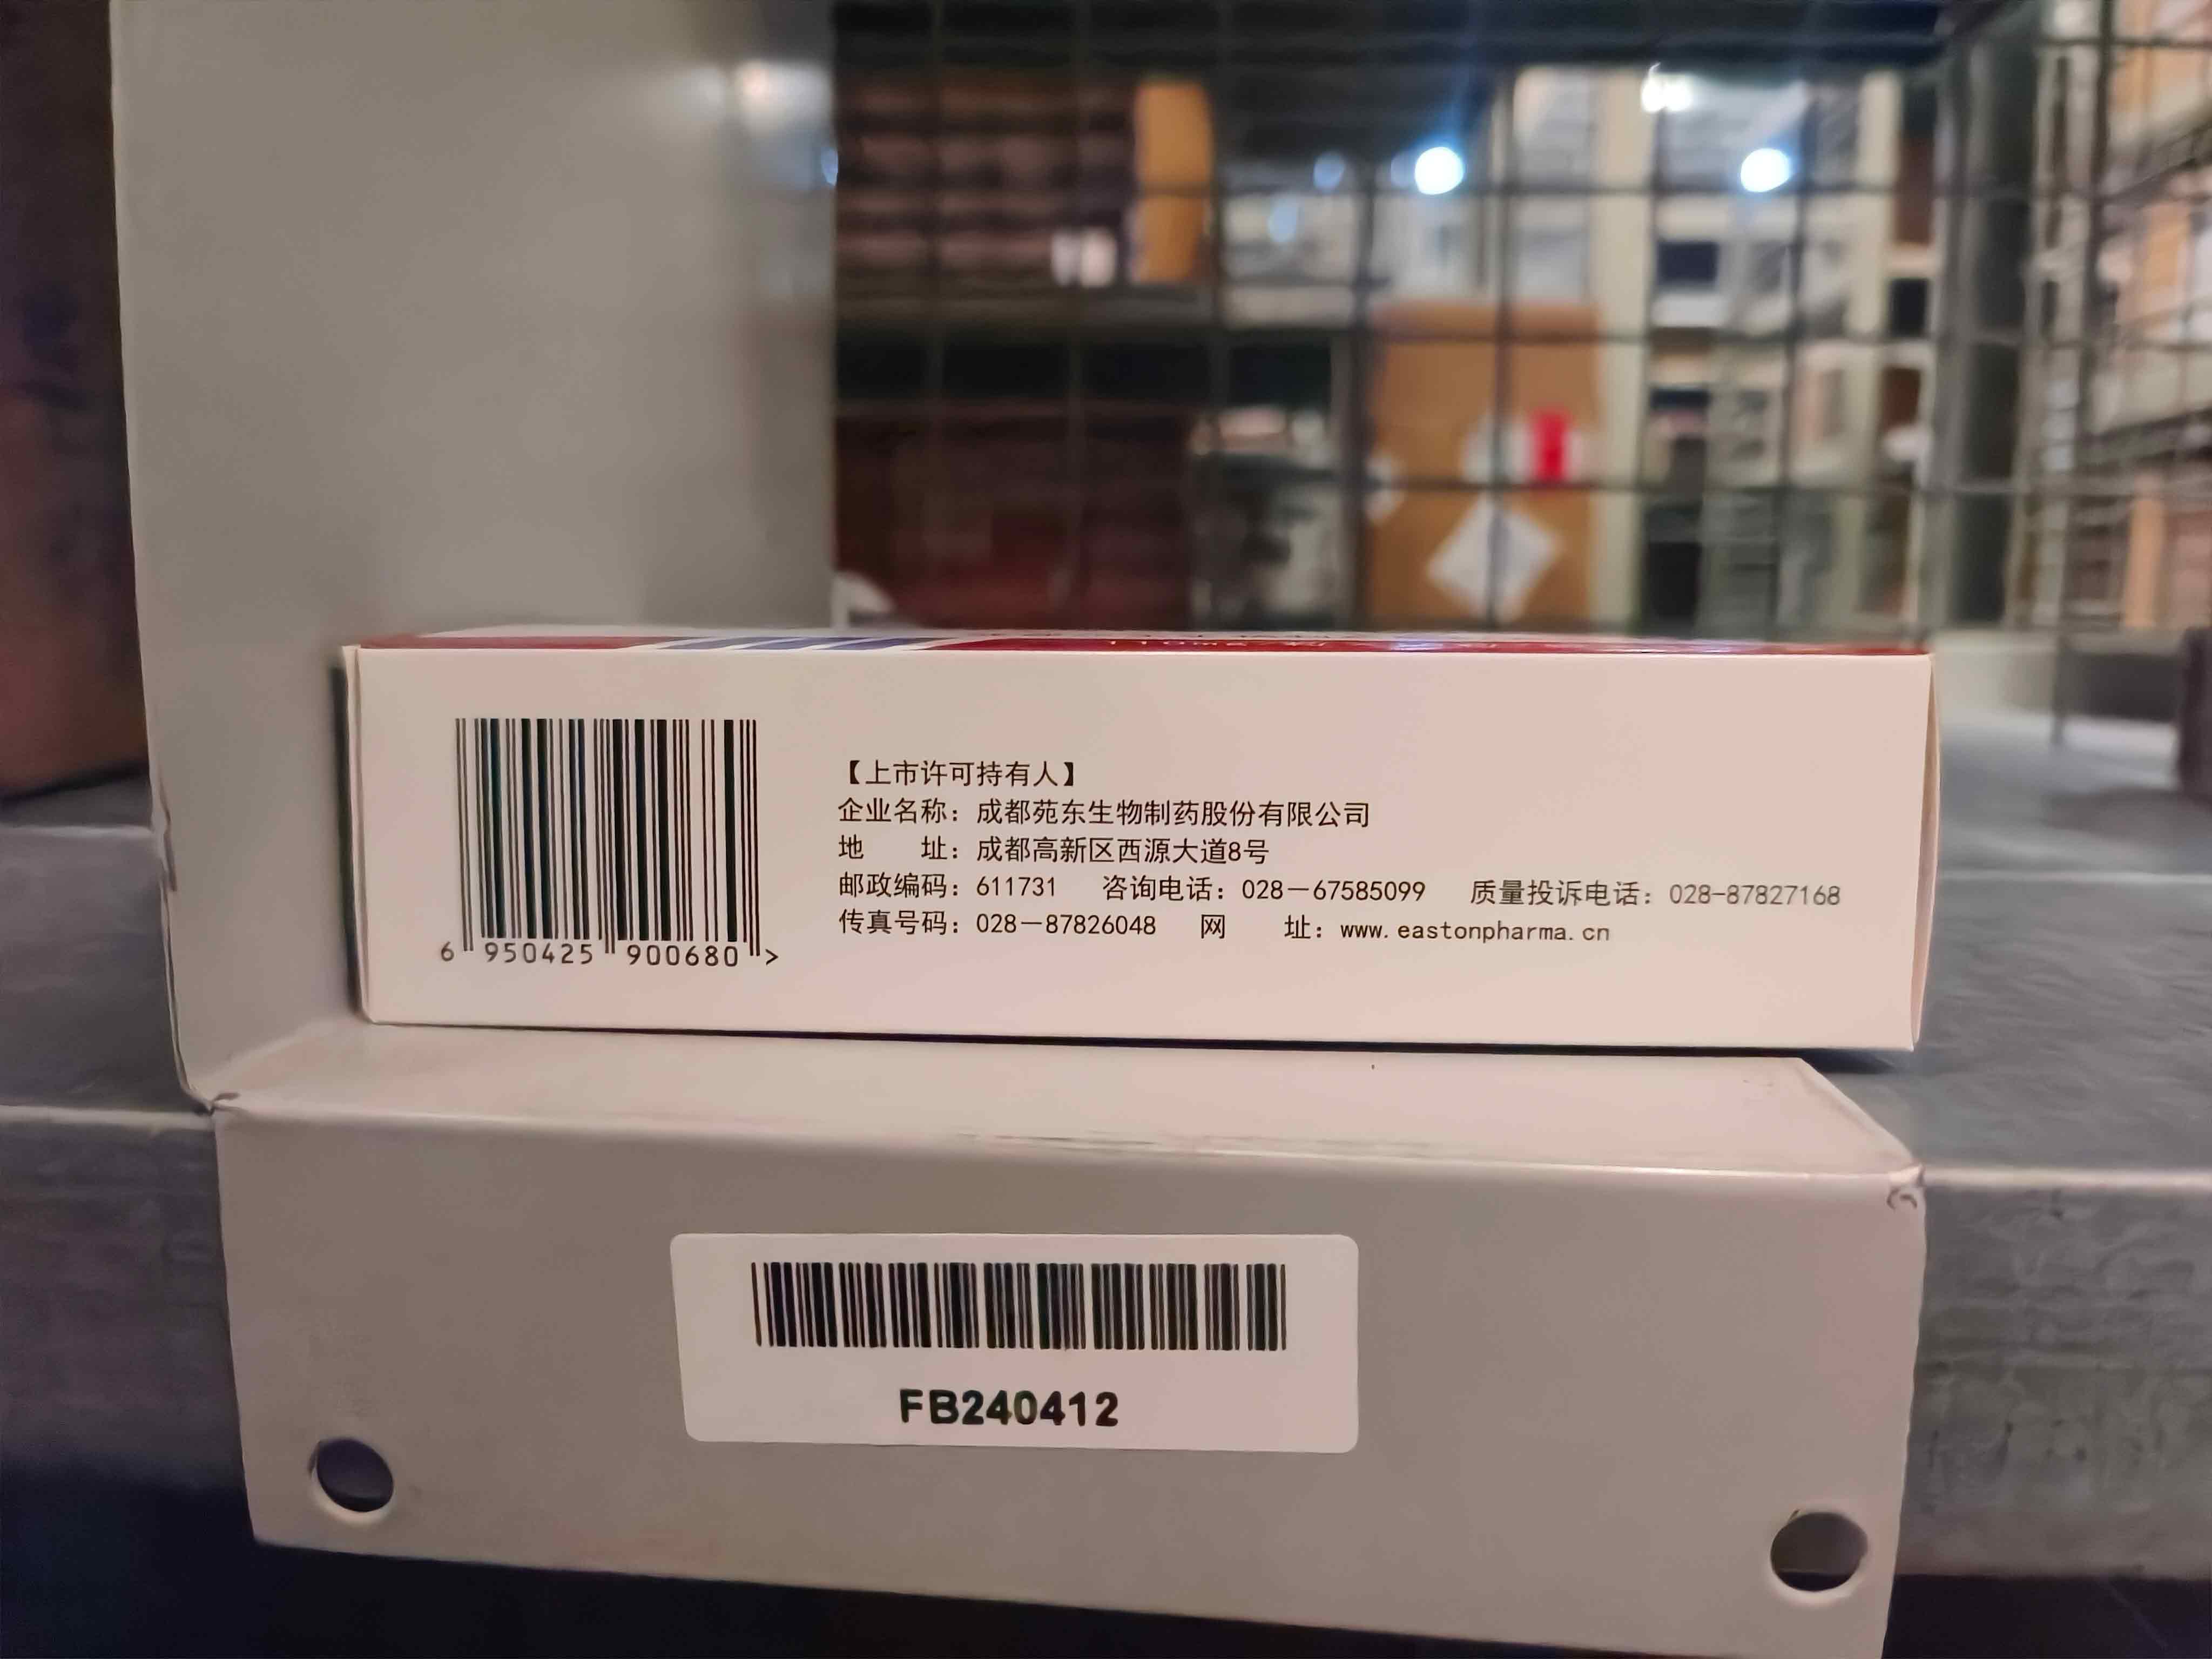 【上市许可持有人】
企业名称：成都苑东生物制药股份有限公司
地　　址：成都高新区西源大道8号
邮政编码：611731　咨询电话：028－67585099　质量投诉电话：028-87827168
传真号码：028－87826048　网　　址：www.eastonpharma.cn
6 950425 900680 >
FB240412